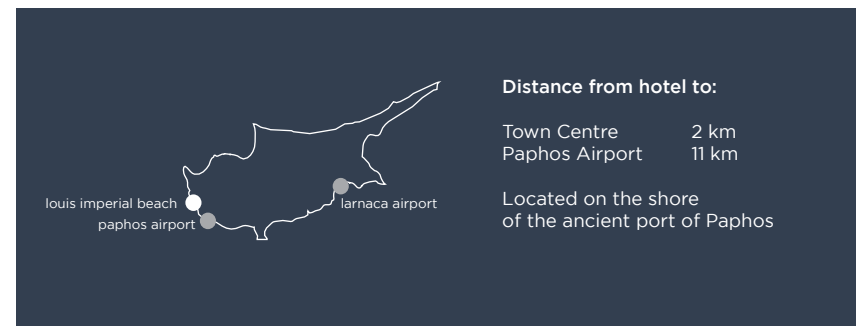 louis imperial beach
paphos airport
larnaca airport
Distance from hotel to:
Town Centre 2 km
Paphos Airport 11 km
Located on the shore
of the ancient port of Paphos